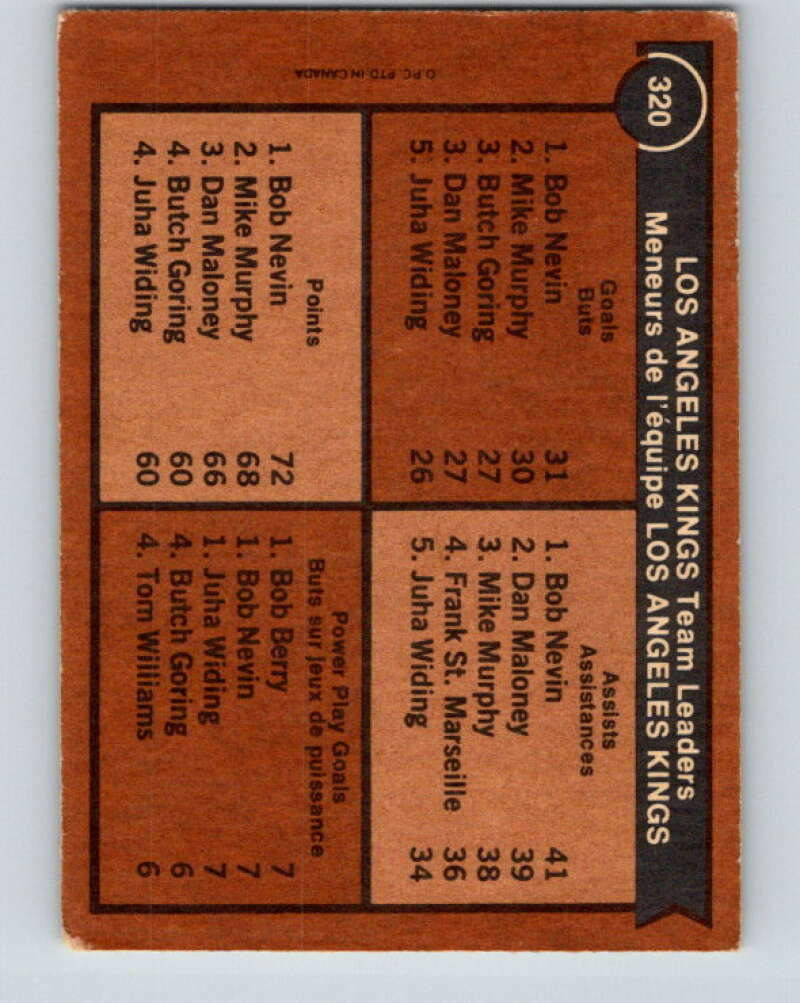 320
LOS ANGELES KINGS Team Leaders
Meneurs de l'équipe LOS ANGELES KINGS
Goals
Buts
1. Bob Nevin 31
2. Mike Murphy 30
3. Butch Goring 27
3. Dan Maloney 27
5. Juha Widing 26
Assists
Assistances
1. Bob Nevin 41
2. Dan Maloney 39
3. Mike Murphy 38
4. Frank St. Marseille 36
5. Juha Widing 34
Points
1. Bob Nevin 72
2. Mike Murphy 68
3. Dan Maloney 66
4. Butch Goring 60
4. Juha Widing 60
Power Play Goals
Buts sur jeux de puissance
1. Bob Berry 7
1. Bob Nevin 7
1. Juha Widing 7
4. Butch Goring 6
4. Tom Williams 6
O.P.C. PTD IN CANADA